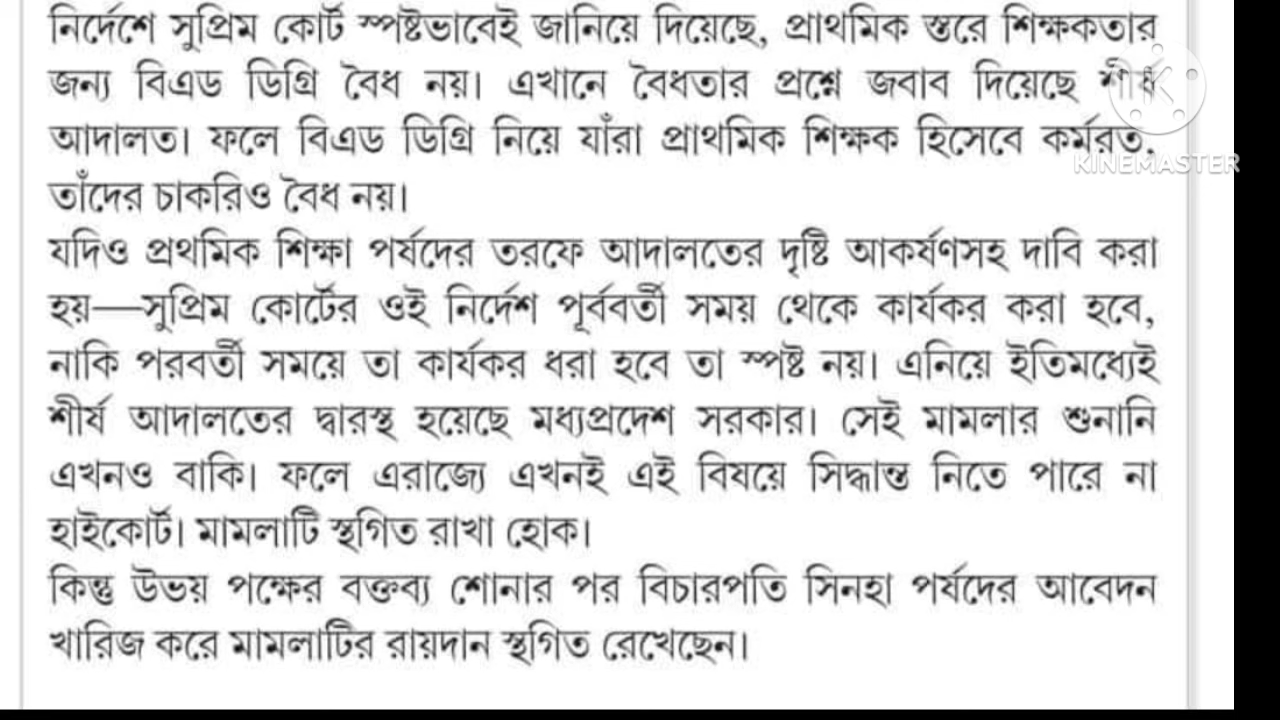 নির্দেশে সুপ্রিম কোর্ট স্পষ্টভাবেই জানিয়ে দিয়েছে, প্রাথমিক স্তরে শিক্ষকতার
জন্য বিএড ডিগ্রি বৈধ নয়। এখানে বৈধতার প্রশ্নে জবাব দিয়েছে শীর্ষ
আদালত। ফলে বিএড ডিগ্রি নিয়ে যাঁরা প্রাথমিক শিক্ষক হিসেবে কর্মরত,
তাঁদের চাকরিও বৈধ নয়।
যদিও প্রথমিক শিক্ষা পর্ষদের তরফে আদালতের দৃষ্টি আকর্ষণসহ দাবি করা
হয়—সুপ্রিম কোর্টের ওই নির্দেশ পূর্ববর্তী সময় থেকে কার্যকর করা হবে,
নাকি পরবর্তী সময়ে তা কার্যকর ধরা হবে তা স্পষ্ট নয়। এনিয়ে ইতিমধ্যেই
শীর্ষ আদালতের দ্বারস্থ হয়েছে মধ্যপ্রদেশ সরকার। সেই মামলার শুনানি
এখনও বাকি। ফলে এরাজ্যে এখনই এই বিষয়ে সিদ্ধান্ত নিতে পারে না
হাইকোর্ট। মামলাটি স্থগিত রাখা হোক।
কিন্তু উভয় পক্ষের বক্তব্য শোনার পর বিচারপতি সিনহা পর্ষদের আবেদন
খারিজ করে মামলাটির রায়দান স্থগিত রেখেছেন।
KINEMASTER